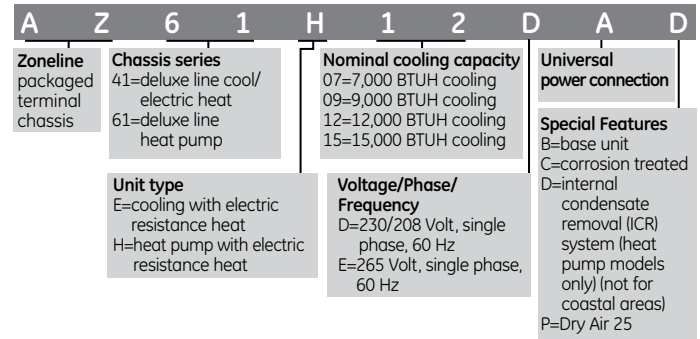 A Z 6 1 H 1 2 D A D
Zoneline
packaged
terminal
chassis
Chassis series
41=deluxe line cool/
electric heat
61=deluxe line
heat pump
Nominal cooling capacity
07=7,000 BTUH cooling
09=9,000 BTUH cooling
12=12,000 BTUH cooling
15=15,000 BTUH cooling
Universal
power connection
Unit type
E=cooling with electric
resistance heat
H=heat pump with electric
resistance heat
Voltage/Phase/
Frequency
D=230/208 Volt, single
phase, 60 Hz
E=265 Volt, single phase,
60 Hz
Special Features
B=base unit
C=corrosion treated
D=internal
condensate
removal (ICR)
system (heat
pump models
only) (not for
coastal areas)
P=Dry Air 25